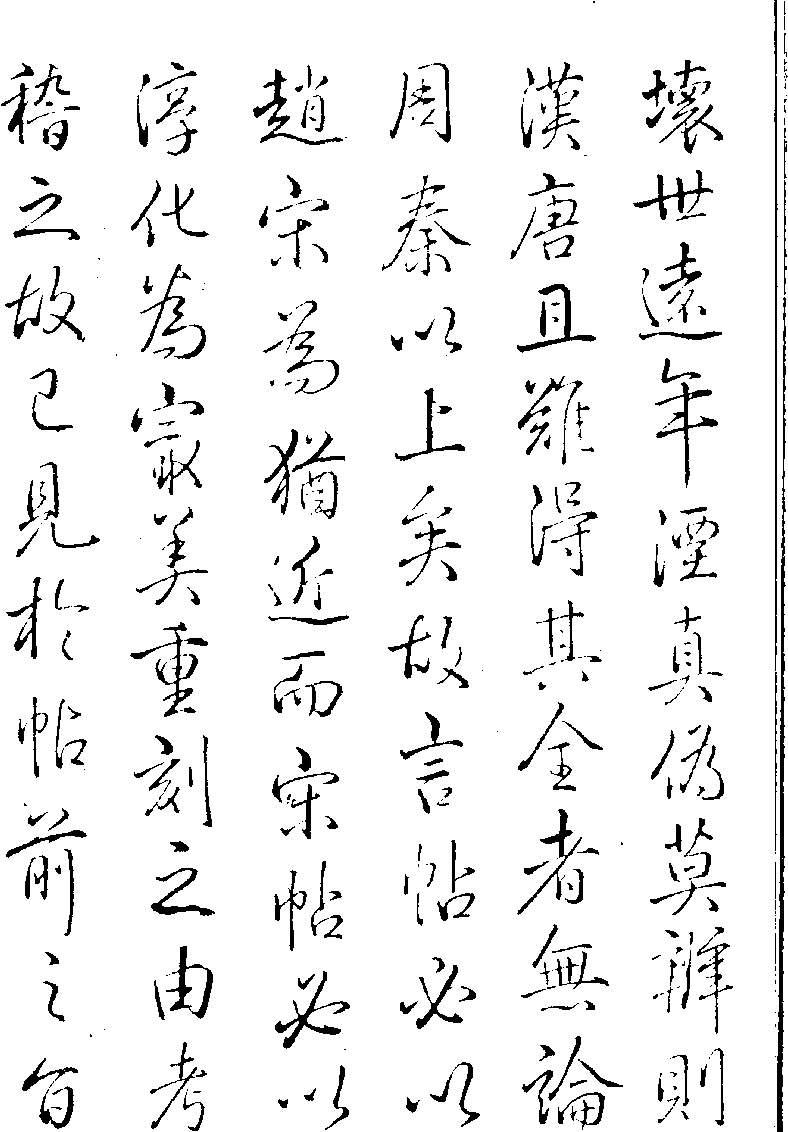 壞世遠年湮真偽莫辨則
漢唐且難得其全者無論
周秦以上矣故言帖必以
趙宋為猶近而宋帖必以
淳化為最美重刻之由考
稽之故已見於帖前之旨